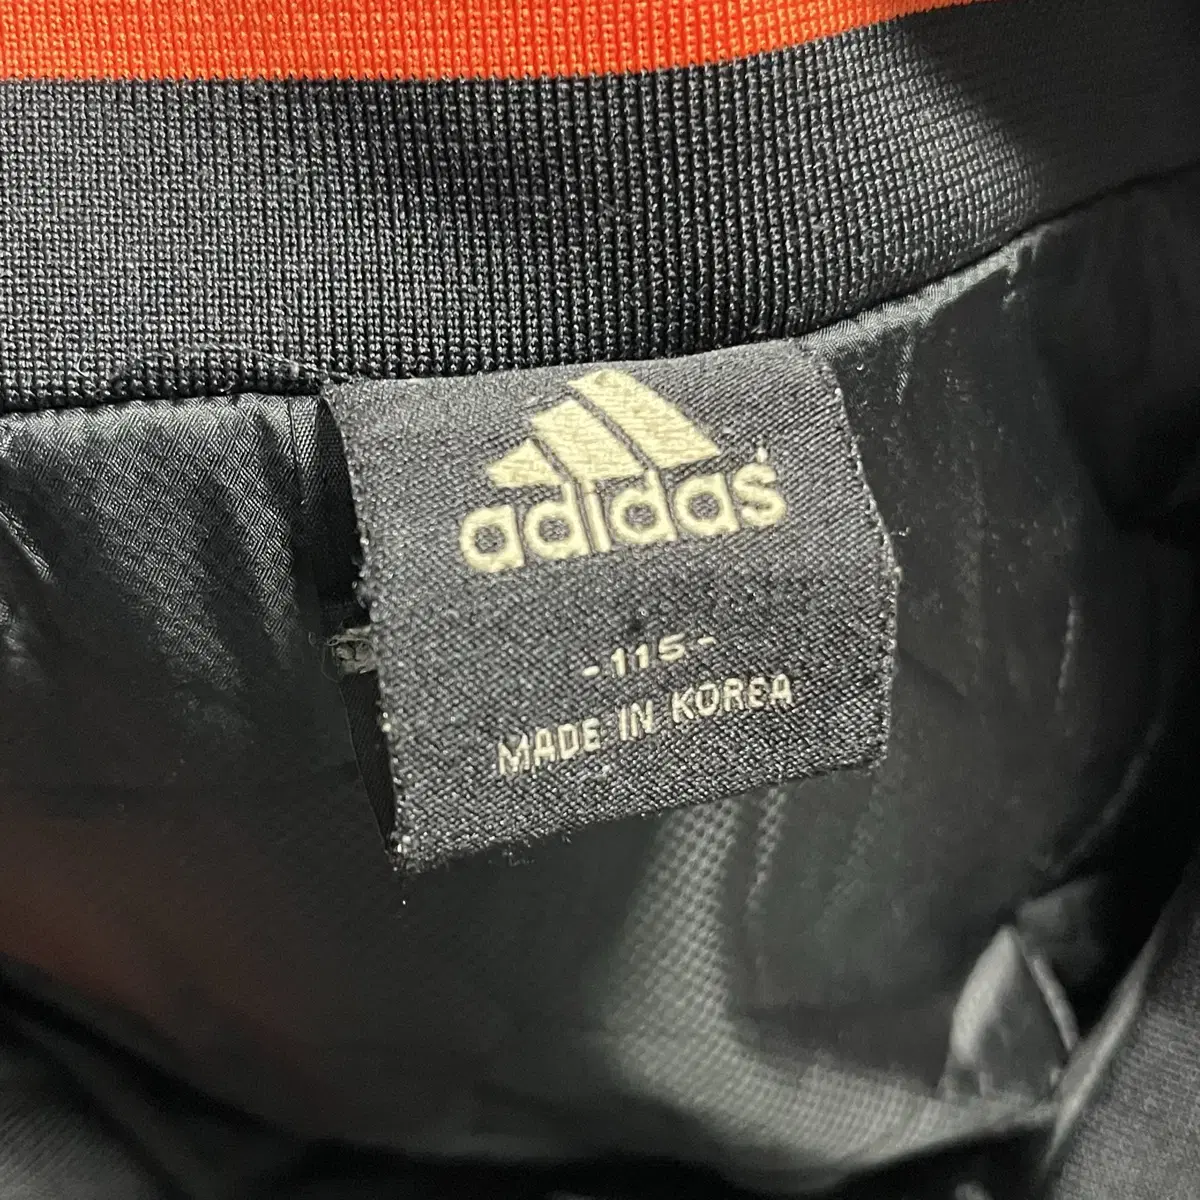 adidas
-115-
MADE IN KOREA